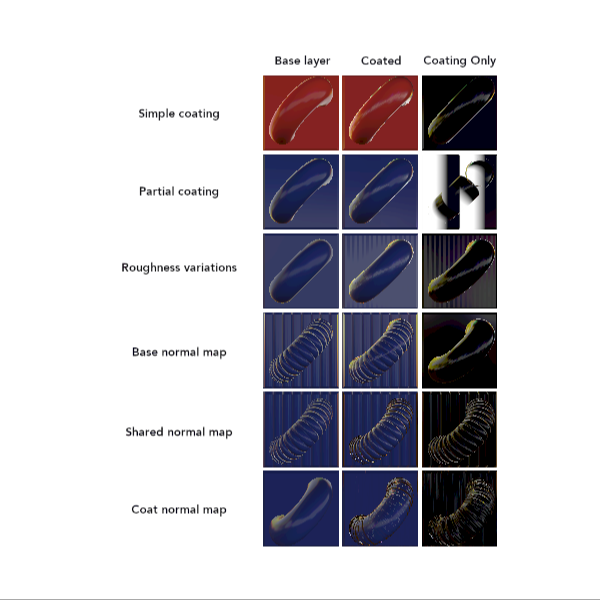 Base layer Coated Coating Only
Simple coating
Partial coating
Roughness variations
Base normal map
Shared normal map
Coat normal map